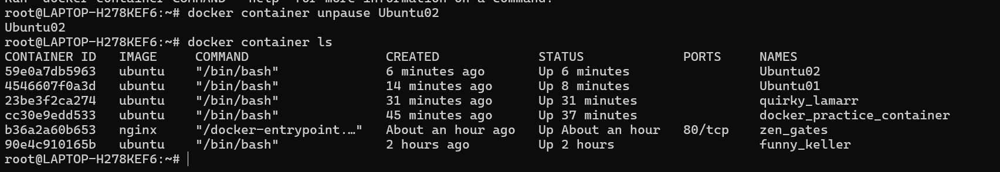 Run 'docker container COMMAND --help' for more information on a command.
root@LAPTOP-H278KEF6:~# docker container unpause Ubuntu02
Ubuntu02
root@LAPTOP-H278KEF6:~# docker container ls
CONTAINER ID   IMAGE     COMMAND                  CREATED             STATUS             PORTS     NAMES
59e0a7db5963   ubuntu    "/bin/bash"              6 minutes ago       Up 6 minutes                 Ubuntu02
4546607f0a3d   ubuntu    "/bin/bash"              14 minutes ago      Up 8 minutes                 Ubuntu01
23be3f2ca274   ubuntu    "/bin/bash"              31 minutes ago      Up 31 minutes                quirky_lamarr
cc30e9edd533   ubuntu    "/bin/bash"              45 minutes ago      Up 37 minutes                docker_practice_container
b36a2a60b653   nginx     "/docker-entrypoint.…"   About an hour ago   Up About an hour   80/tcp    zen_gates
90e4c910165b   ubuntu    "/bin/bash"              2 hours ago         Up 2 hours                   funny_keller
root@LAPTOP-H278KEF6:~#